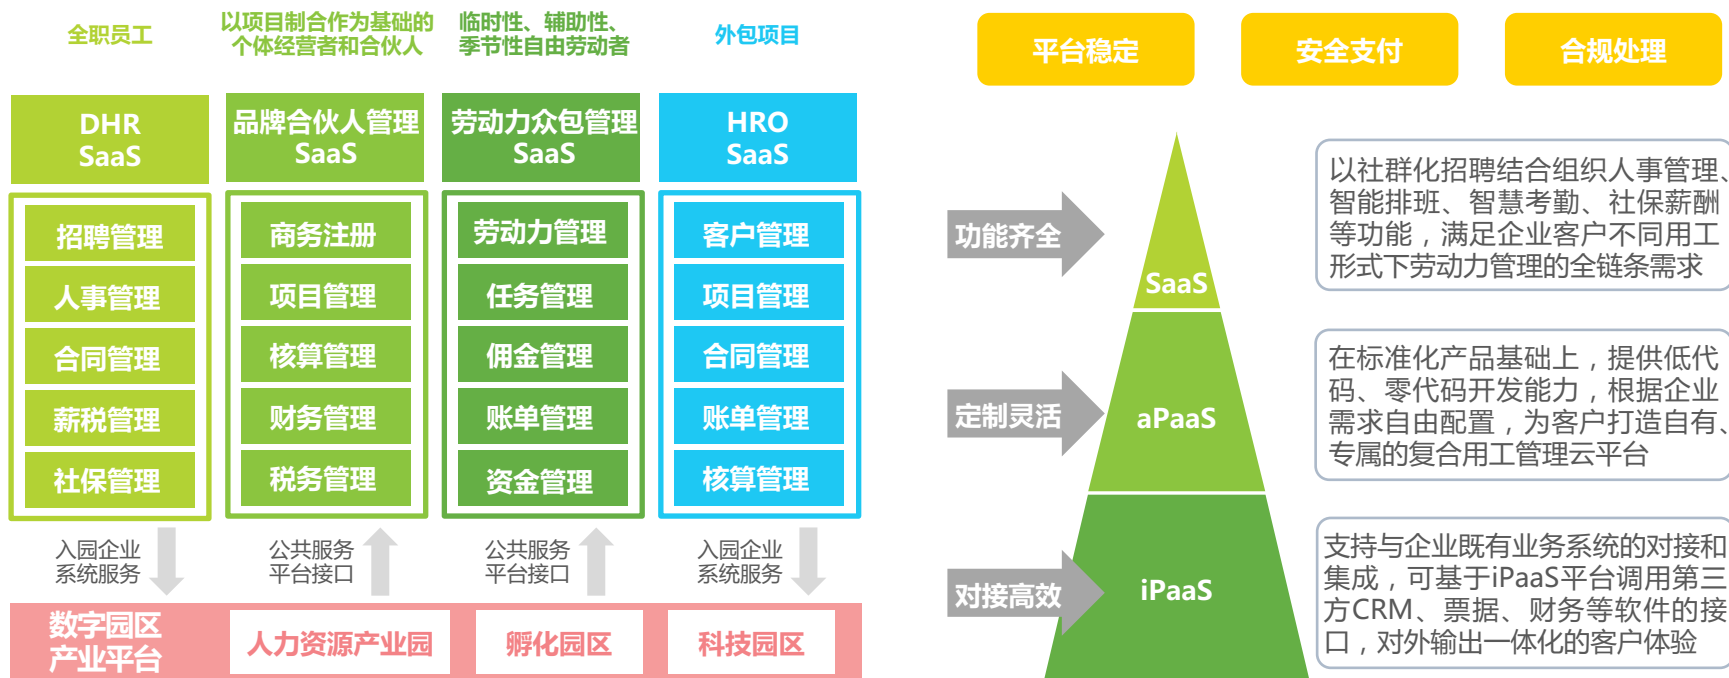 全职员工
以项目制合作为基础的
个体经营者和合伙人
临时性、辅助性、
季节性自由劳动者
外包项目
DHR
SaaS
品牌合伙人管理
SaaS
劳动力众包管理
SaaS
HRO
SaaS
招聘管理
人事管理
合同管理
薪税管理
社保管理
商务注册
项目管理
核算管理
财务管理
税务管理
劳动力管理
任务管理
佣金管理
账单管理
资金管理
客户管理
项目管理
合同管理
账单管理
核算管理
入园企业
系统服务
公共服务
平台接口
公共服务
平台接口
入园企业
系统服务
数字园区
产业平台
人力资源产业园
孵化园区
科技园区
平台稳定
安全支付
合规处理
功能齐全
SaaS
以社群化招聘结合组织人事管理、
智能排班、智慧考勤、社保薪酬
等功能，满足企业客户不同用工
形式下劳动力管理的全链条需求
定制灵活
aPaaS
在标准化产品基础上，提供低代
码、零代码开发能力，根据企业
需求自由配置，为客户打造自有、
专属的复合用工管理云平台
对接高效
iPaaS
支持与企业既有业务系统的对接和
集成，可基于iPaaS平台调用第三
方CRM、票据、财务等软件的接
口，对外输出一体化的客户体验